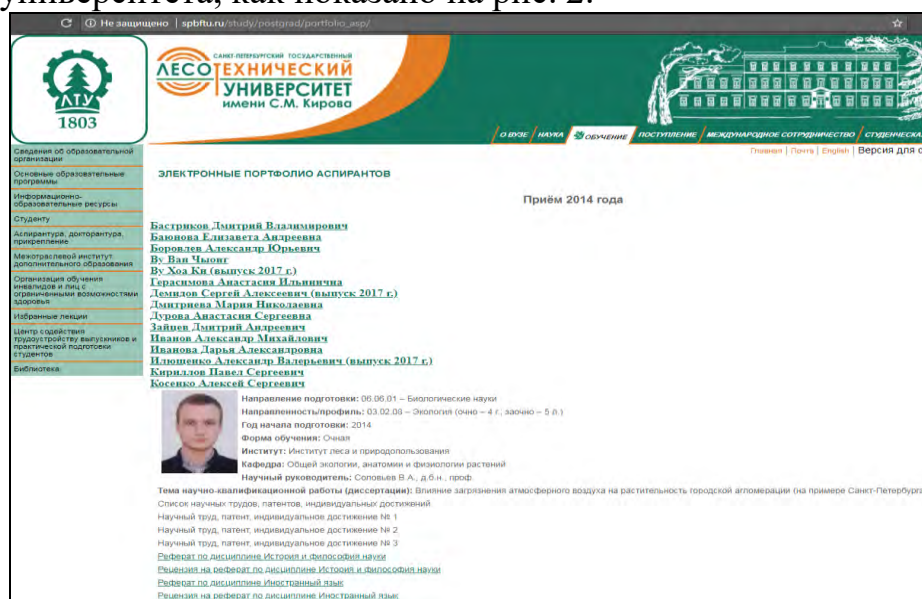 университета, как показано на рис. 2.
Не защищено | spbftu.ru/study/postgrad/portfolio_asp/
САНКТ-ПЕТЕРБУРГСКИЙ ГОСУДАРСТВЕННЫЙ
ЛЕСОТЕХНИЧЕСКИЙ
УНИВЕРСИТЕТ
имени С.М. Кирова
ЛТУ
1803
О ВУЗЕ / НАУКА / ОБУЧЕНИЕ / ПОСТУПЛЕНИЕ / МЕЖДУНАРОДНОЕ СОТРУДНИЧЕСТВО / СТУДЕНЧЕСКА
Главная | Почта | English | Версия для с
Сведения об образовательной
организации
Основные образовательные
программы
Информационно-
образовательные ресурсы
Студенту
Аспирантура, докторантура,
прикрепление
Межотраслевой институт
дополнительного образования
Организация обучения
инвалидов и лиц с
ограниченными возможностями
здоровья
Избранные лекции
Центр содействия
трудоустройству выпускников и
практической подготовки
студентов
Библиотека
ЭЛЕКТРОННЫЕ ПОРТФОЛИО АСПИРАНТОВ
Приём 2014 года
Бастриков Дмитрий Владимирович
Баюнова Елизавета Андреевна
Боровлев Александр Юрьевич
Ву Ван Чыонг
Ву Хоа Ки (выпуск 2017 г.)
Герасимова Анастасия Ильинична
Демидов Сергей Алексеевич (выпуск 2017 г.)
Дмитриева Мария Николаевна
Дурова Анастасия Сергеевна
Зайцев Дмитрий Андреевич
Иванов Александр Михайлович
Иванова Дарья Александровна
Илющенко Александр Валерьевич (выпуск 2017 г.)
Кириллов Павел Сергеевич
Косенко Алексей Сергеевич
Направление подготовки: 06.06.01 – Биологические науки
Направленность/профиль: 03.02.08 – Экология (очно – 4 г., заочно – 5 л.)
Год начала подготовки: 2014
Форма обучения: Очная
Институт: Институт леса и природопользования
Кафедра: Общей экологии, анатомии и физиологии растений
Научный руководитель: Соловьев В.А., д.б.н., проф.
Тема научно-квалификационной работы (диссертации): Влияние загрязнения атмосферного воздуха на растительность городской агломерации (на примере Санкт-Петербурга
Список научных трудов, патентов, индивидуальных достижений
Научный труд, патент, индивидуальное достижение № 1
Научный труд, патент, индивидуальное достижение № 2
Научный труд, патент, индивидуальное достижение № 3
Реферат по дисциплине История и философия науки
Рецензия на реферат по дисциплине История и философия науки
Реферат по дисциплине Иностранный язык
Рецензия на реферат по дисциплине Иностранный язык